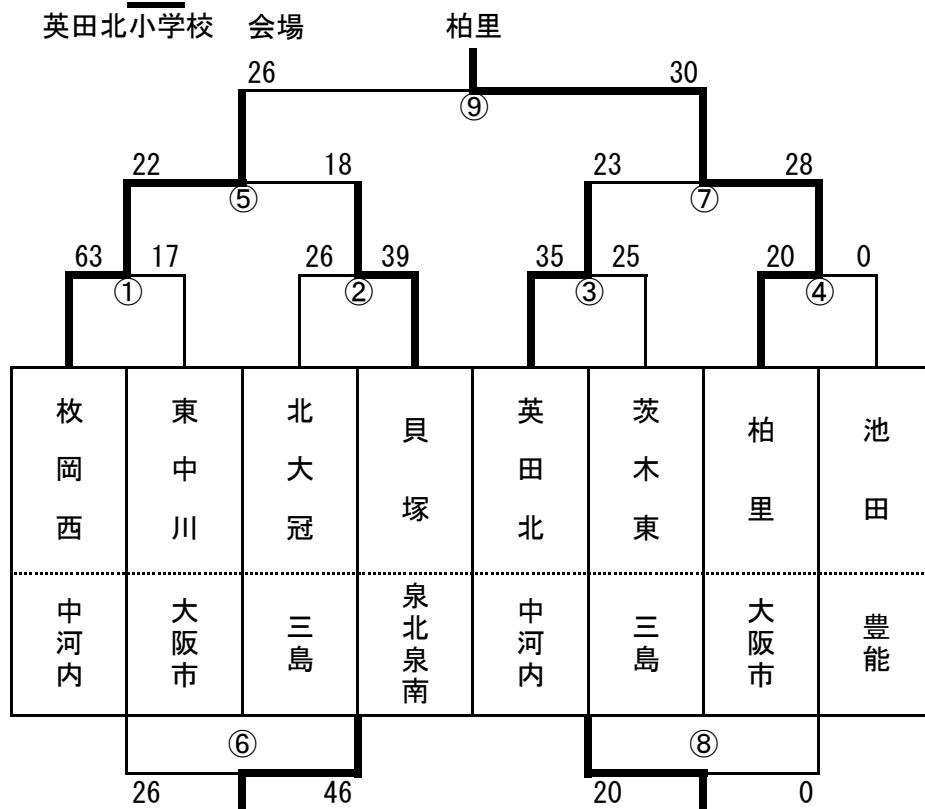 英田北小学校 会場 柏里
26 30
⑨
22 18 23 28
⑤ ⑦
63 17 26 39 35 25 20 0
① ② ③ ④
枚岡西 東中川 北大冠 貝塚 英田北 茨木東 柏里 池田
中河内 大阪市 三島 泉北泉南 中河内 三島 大阪市 豊能
⑥ ⑧
26 46 20 0